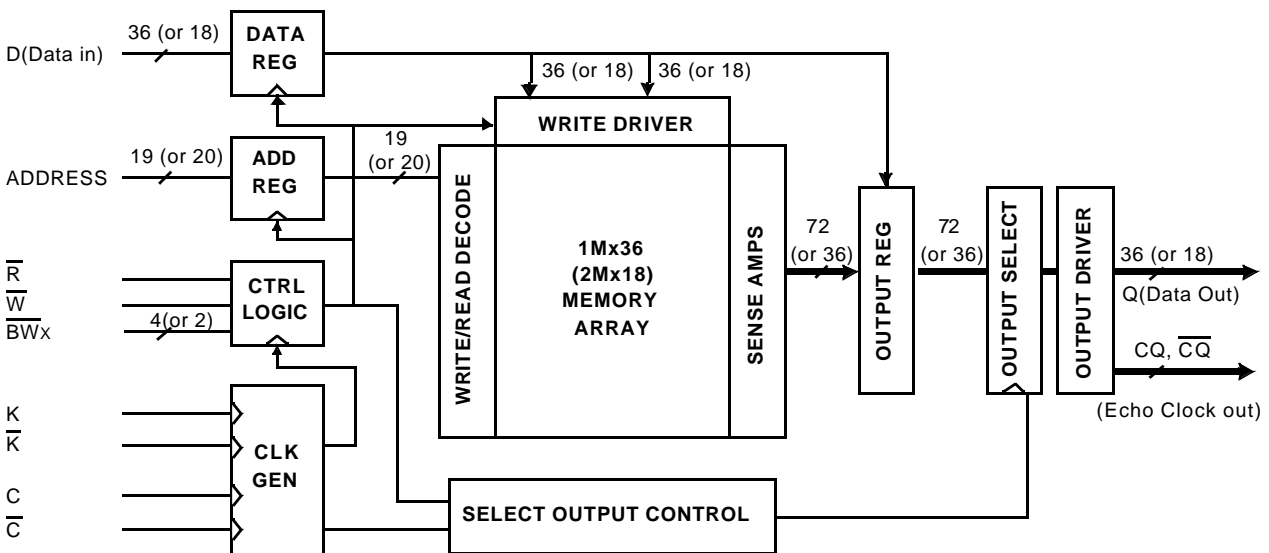 D(Data in)
36 (or 18)
DATA
REG
36 (or 18)
36 (or 18)
WRITE DRIVER
ADDRESS
19 (or 20)
ADD
REG
19
(or 20)
WRITE/READ DECODE
1Mx36
(2Mx18)
MEMORY
ARRAY
SENSE AMPS
72
(or 36)
OUTPUT REG
72
(or 36)
OUTPUT SELECT
OUTPUT DRIVER
36 (or 18)
Q(Data Out)
CQ, C̅Q̅
(Echo Clock out)
R̅
W̅
B̅W̅x
4(or 2)
CTRL
LOGIC
K
K̅
C
C̅
CLK
GEN
SELECT OUTPUT CONTROL